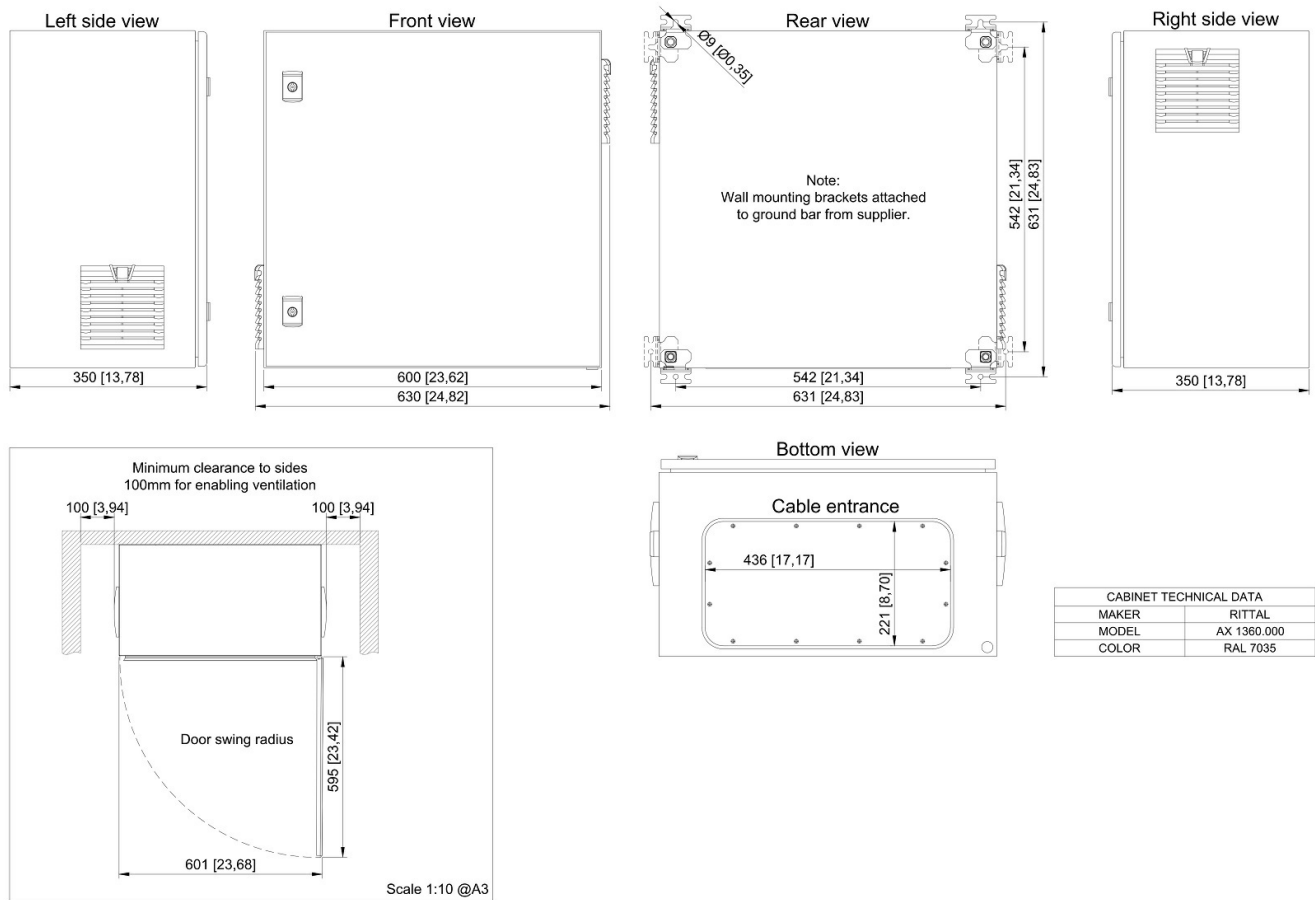 Left side view
350 [13,78]
Front view
600 [23,62]
630 [24,82]
Rear view
Ø9 [Ø0,35]
Note:
Wall mounting brackets attached
to ground bar from supplier.
542 [21,34]
631 [24,83]
542 [21,34]
631 [24,83]
Right side view
350 [13,78]
Minimum clearance to sides
100mm for enabling ventilation
100 [3,94]
100 [3,94]
Door swing radius
595 [23,42]
601 [23,68]
Scale 1:10 @A3
Bottom view
Cable entrance
436 [17,17]
221 [8,70]
CABINET TECHNICAL DATA
MAKER RITTAL
MODEL AX 1360.000
COLOR RAL 7035